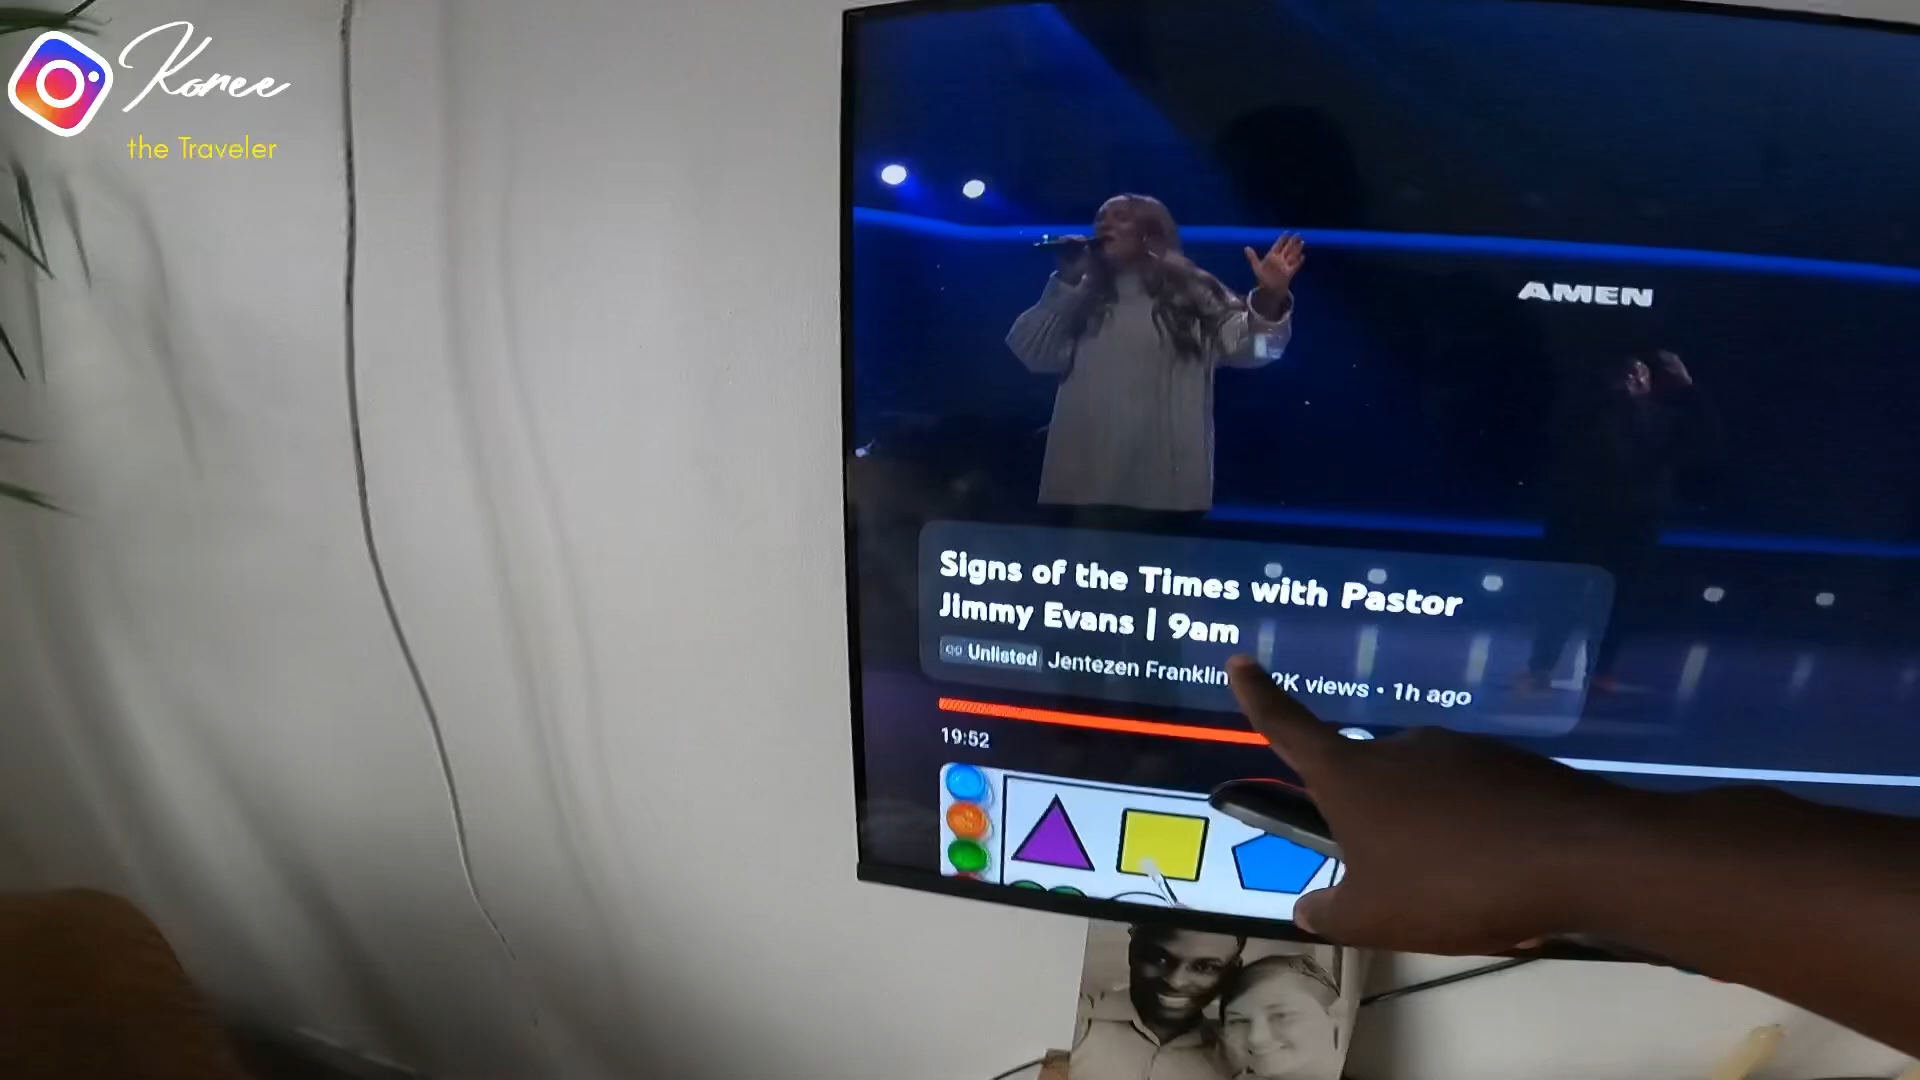 Koree
the Traveler
AMEN
Signs of the Times with Pastor
Jimmy Evans | 9am
Unlisted Jentezen Franklin 2K views • 1h ago
19:52